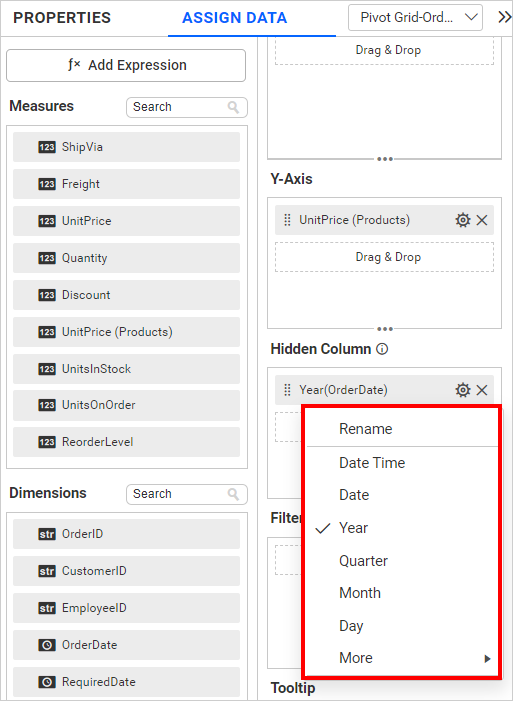 PROPERTIES
ASSIGN DATA
Pivot Grid-Ord...
ƒx Add Expression
Measures
Search
123 ShipVia
123 Freight
123 UnitPrice
123 Quantity
123 Discount
123 UnitPrice (Products)
123 UnitsInStock
123 UnitsOnOrder
123 ReorderLevel
Dimensions
Search
str OrderID
str CustomerID
str EmployeeID
OrderDate
RequiredDate
Drag & Drop
Y-Axis
UnitPrice (Products)
Drag & Drop
Hidden Column
Year(OrderDate)
Rename
Date Time
Date
Year
Quarter
Month
Day
More
Filter
Tooltip